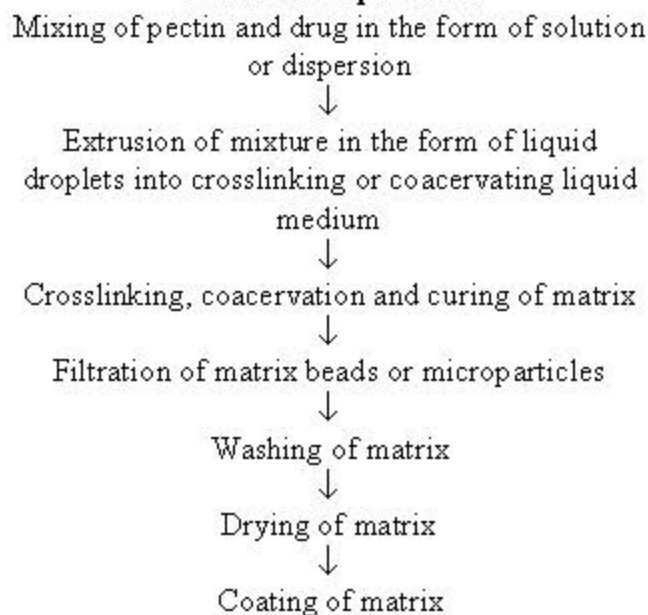 Mixing of pectin and drug in the form of solution
or dispersion
↓
Extrusion of mixture in the form of liquid
droplets into crosslinking or coacervating liquid
medium
↓
Crosslinking, coacervation and curing of matrix
↓
Filtration of matrix beads or microparticles
↓
Washing of matrix
↓
Drying of matrix
↓
Coating of matrix